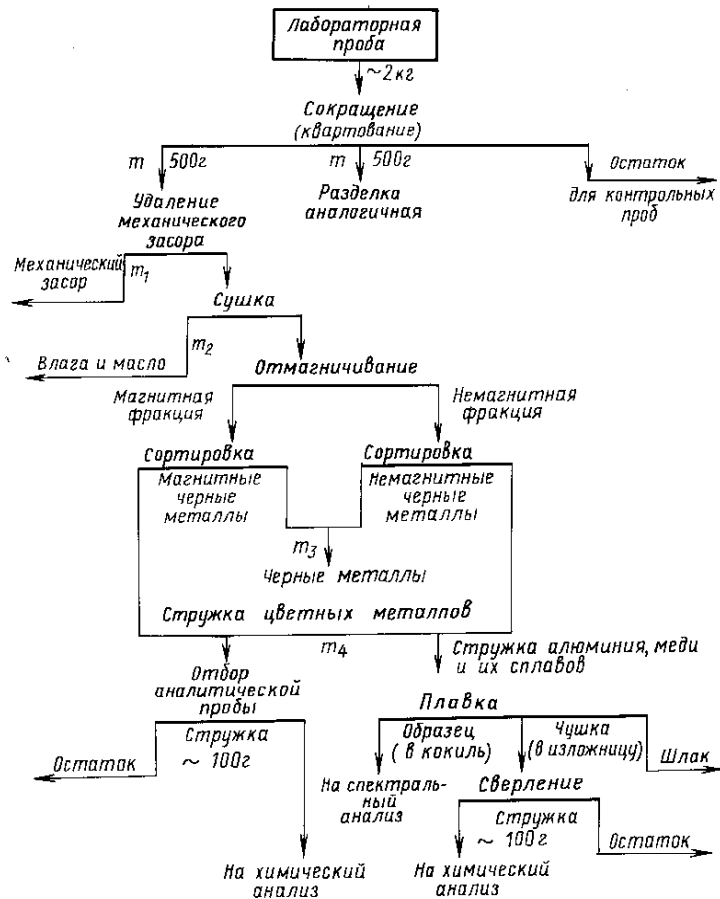 Лабораторная
проба
~2кг
Сокращение
(квартование)
m 500г
m 500г
Остаток
для контрольных
проб
Удаление
механического
засора
Разделка
аналогичная
Механический
засор
m1
Сушка
m2
Влага и масло
Отмагничивание
Магнитная
фракция
Немагнитная
фракция
Сортировка
Сортировка
Магнитные
черные
металлы
Немагнитные
черные
металлы
m3
Черные металлы
Стружка цветных металлов
m4
Отбор
аналитической
пробы
Стружка алюминия, меди
и их сплавов
Плавка
Остаток
Стружка
~ 100г
Образец
(в кокиль)
Чушка
(в изложницу)
Шлак
На спектраль-
ный
анализ
Сверление
Стружка
~ 100г
Остаток
На химический
анализ
На химический
анализ